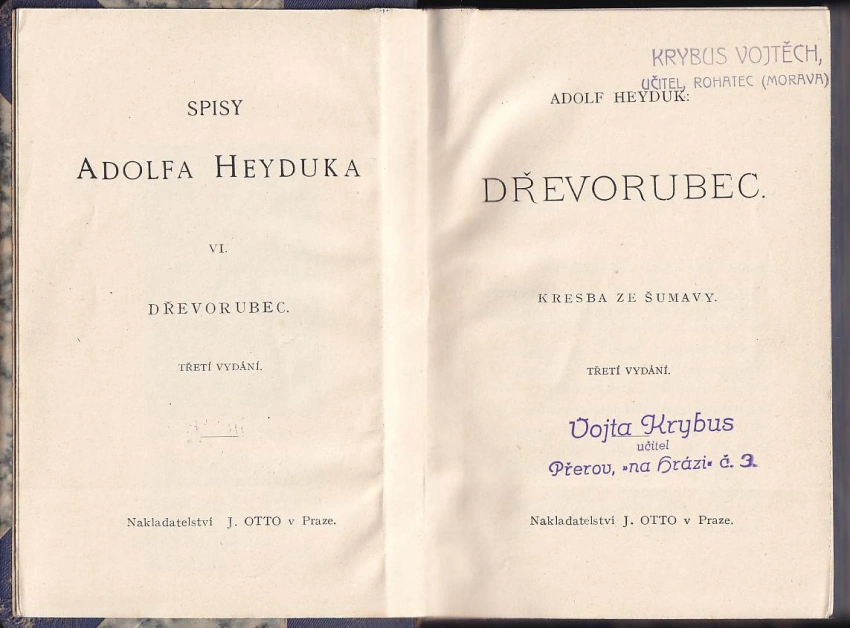 SPISY
ADOLFA HEYDUKA
VI.
DŘEVORUBEC.
TŘETÍ VYDÁNÍ.
Nakladatelství J. OTTO v Praze.
KRYBUS VOJTĚCH,
UČITEL, ROHATEC (MORAVA)
ADOLF HEYDUK:
DŘEVORUBEC.
KRESBA ZE ŠUMAVY.
TŘETÍ VYDÁNÍ.
Vojta Krybus
učitel
Přerov, »na hrázi« č. 3.
Nakladatelství J. OTTO v Praze.